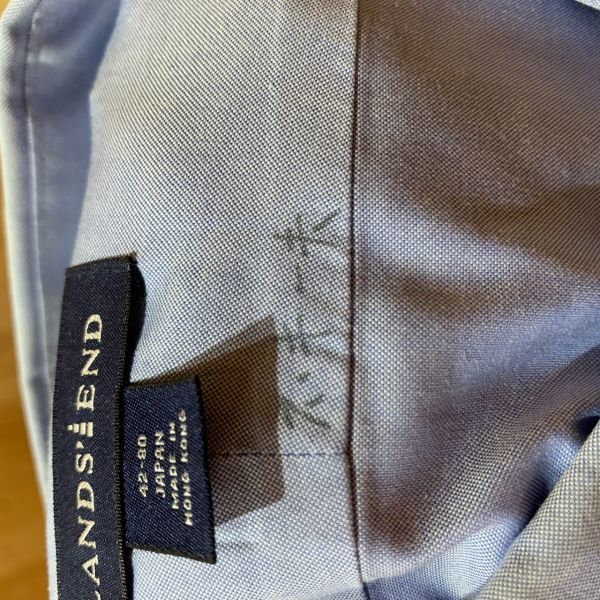 LANDS' END
42-80
JAPAN
MADE IN
HONG KONG